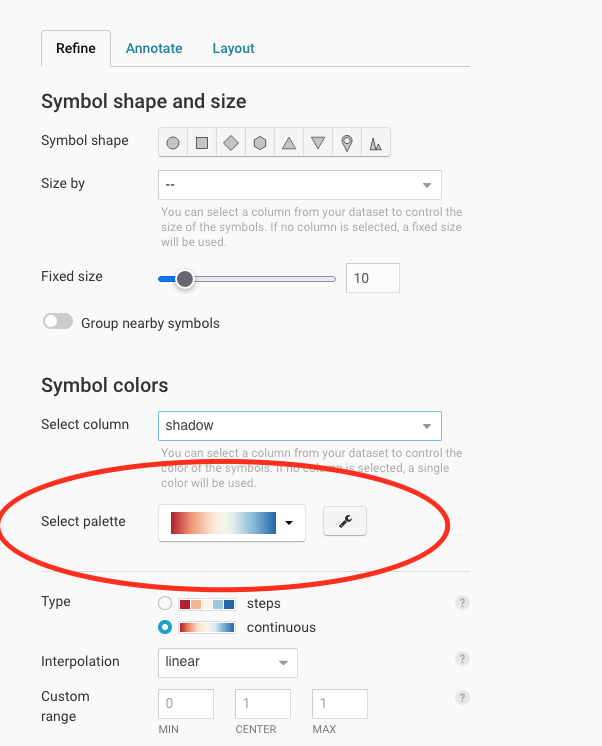 Refine Annotate Layout
Symbol shape and size
Symbol shape
Size by --
You can select a column from your dataset to control the
size of the symbols. If no column is selected, a fixed size
will be used.
Fixed size 10
Group nearby symbols
Symbol colors
Select column shadow
You can select a column from your dataset to control the
color of the symbols. If no column is selected, a single
color will be used.
Select palette
Type steps ?
continuous
Interpolation linear ?
Custom
range 0 1 1 ?
MIN CENTER MAX